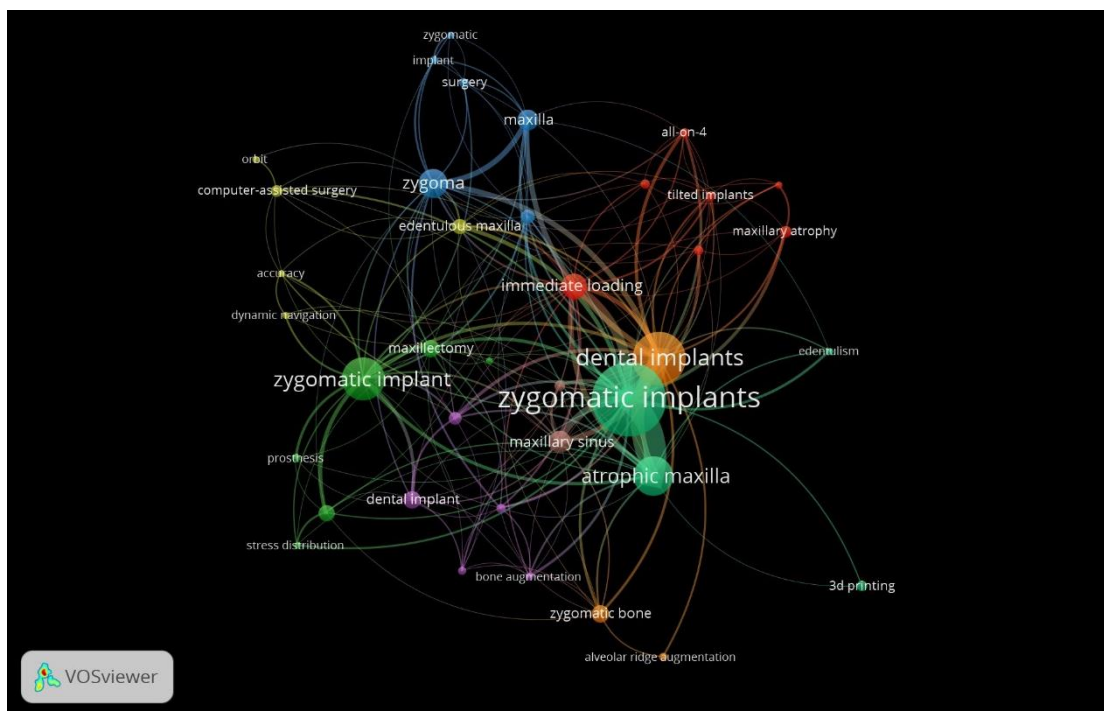 zygomatic
implant
surgery
maxilla
all-on-4
orbit
computer-assisted surgery
zygoma
tilted implants
edentulous maxilla
maxillary atrophy
accuracy
immediate loading
dynamic navigation
maxillectomy
dental implants
edentulism
zygomatic implant
zygomatic implants
maxillary sinus
prosthesis
atrophic maxilla
dental implant
stress distribution
bone augmentation
3d printing
zygomatic bone
alveolar ridge augmentation
VOSviewer